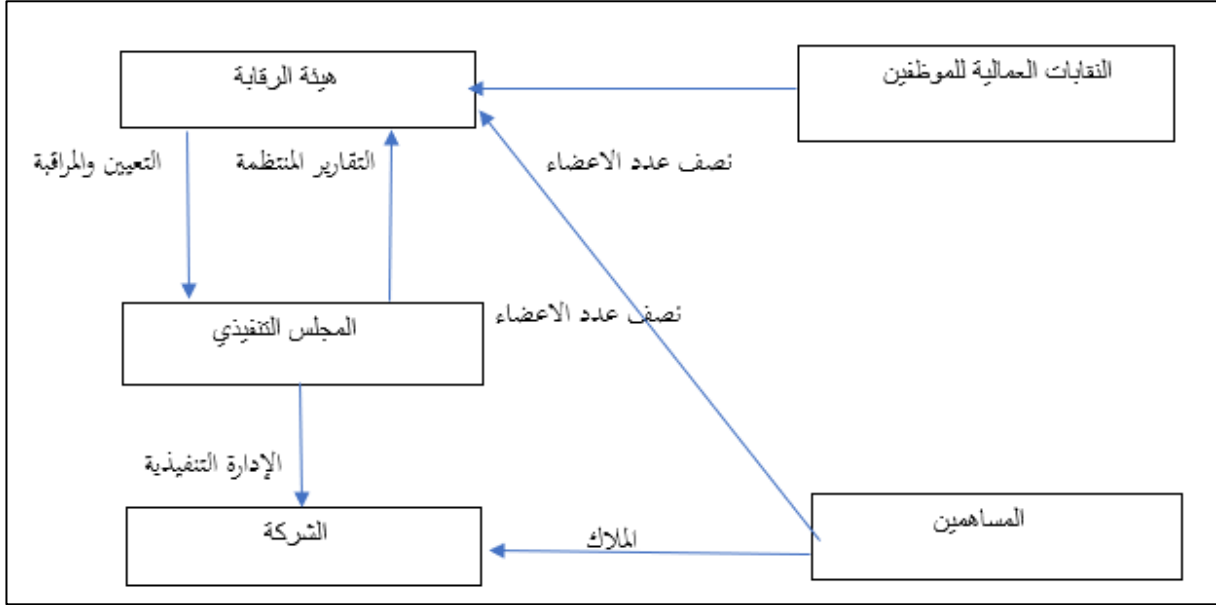 النقابات العمالية للموظفين
هيئة الرقابة
نصف عدد الاعضاء
التقارير المنتظمة
التعيين والمراقبة
نصف عدد الاعضاء
المجلس التنفيذي
الإدارة التنفيذية
المساهمين
الملاك
الشركة